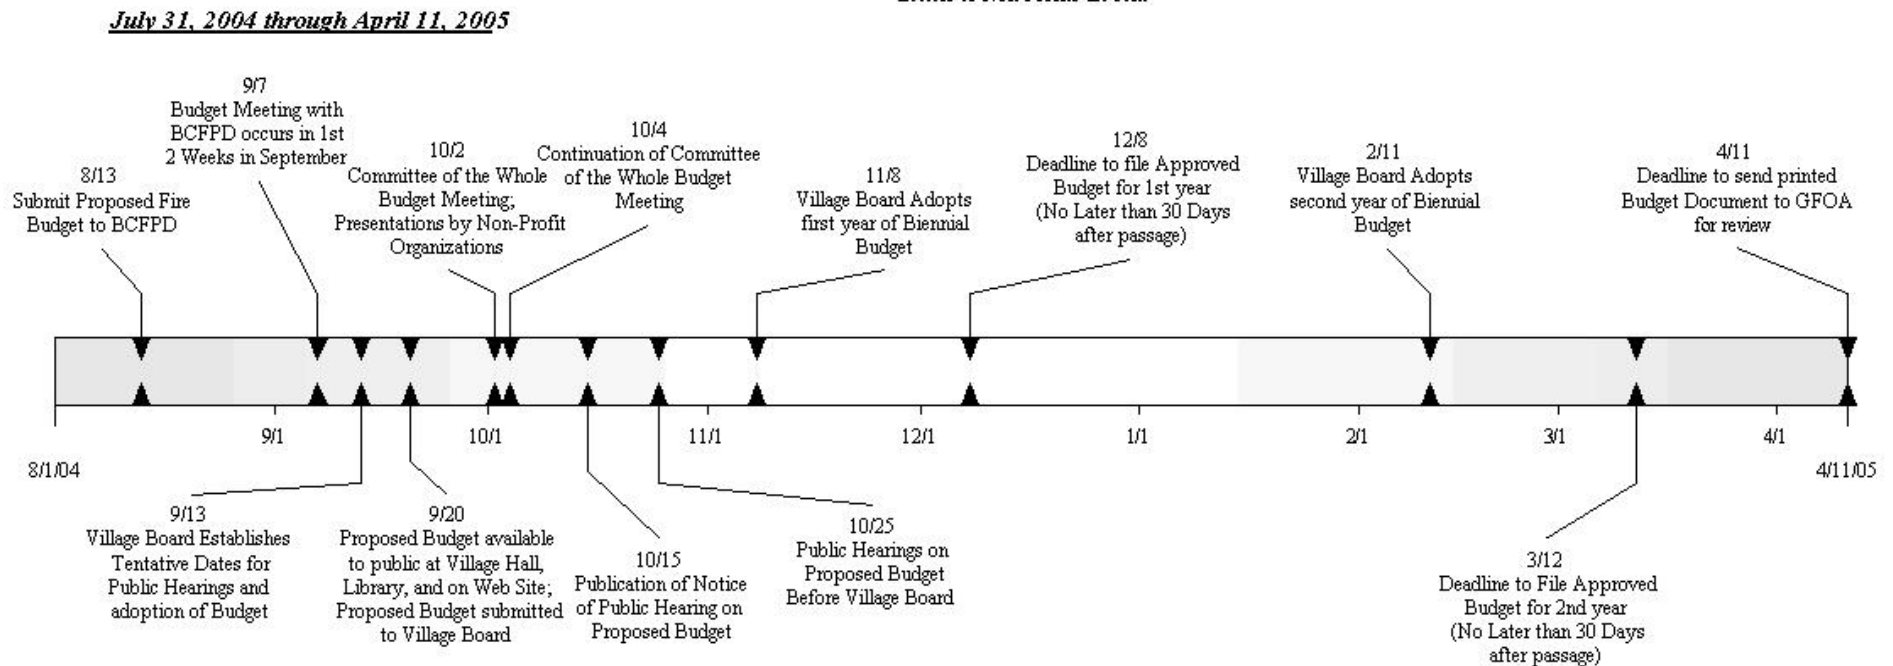 July 31, 2004 through April 11, 2005
8/13
Submit Proposed Fire
Budget to BCFPD
9/7
Budget Meeting with
BCFPD occurs in 1st
2 Weeks in September
10/2
Committee of the Whole
Budget Meeting;
Presentations by Non-Profit
Organizations
10/4
Continuation of Committee
of the Whole Budget
Meeting
11/8
Village Board Adopts
first year of Biennial
Budget
12/8
Deadline to file Approved
Budget for 1st year
(No Later than 30 Days
after passage)
2/11
Village Board Adopts
second year of Biennial
Budget
4/11
Deadline to send printed
Budget Document to GFOA
for review
9/1
10/1
11/1
12/1
1/1
2/1
3/1
4/1
8/1/04
4/11/05
9/13
Village Board Establishes
Tentative Dates for
Public Hearings and
adoption of Budget
9/20
Proposed Budget available
to public at Village Hall,
Library, and on Web Site;
Proposed Budget submitted
to Village Board
10/15
Publication of Notice
of Public Hearing on
Proposed Budget
10/25
Public Hearings on
Proposed Budget
Before Village Board
3/12
Deadline to File Approved
Budget for 2nd year
(No Later than 30 Days
after passage)